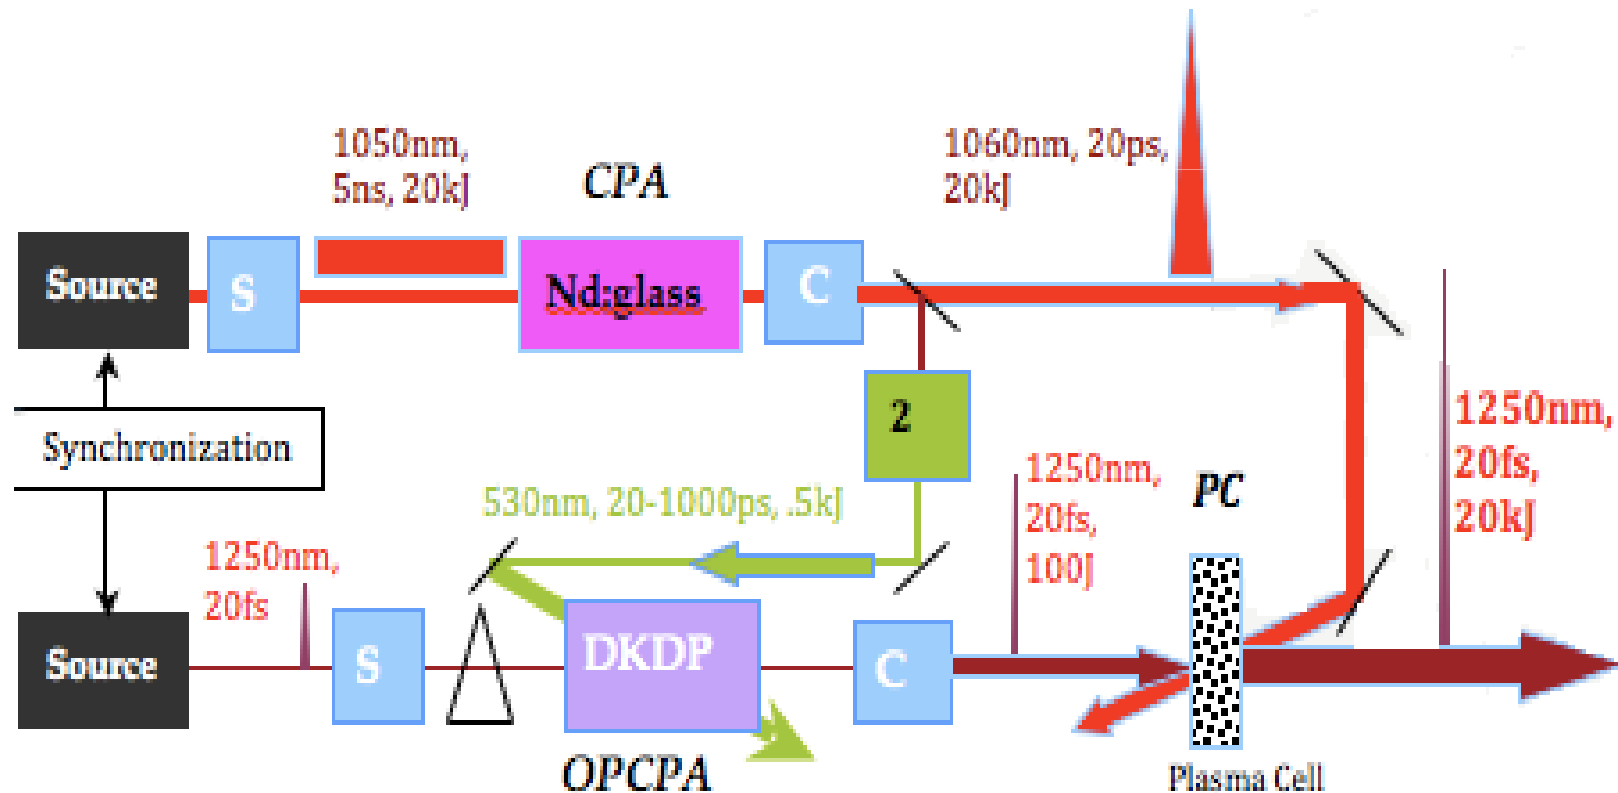 1050nm,
5ns, 20kJ
CPA
1060nm, 20ps,
20kJ
Source
S
Nd:glass
C
2
Synchronization
530nm, 20-1000ps, .5kJ
1250nm,
20fs
1250nm,
20fs,
100J
PC
1250nm,
20fs,
20kJ
Source
S
DKDP
C
OPCPA
Plasma Cell